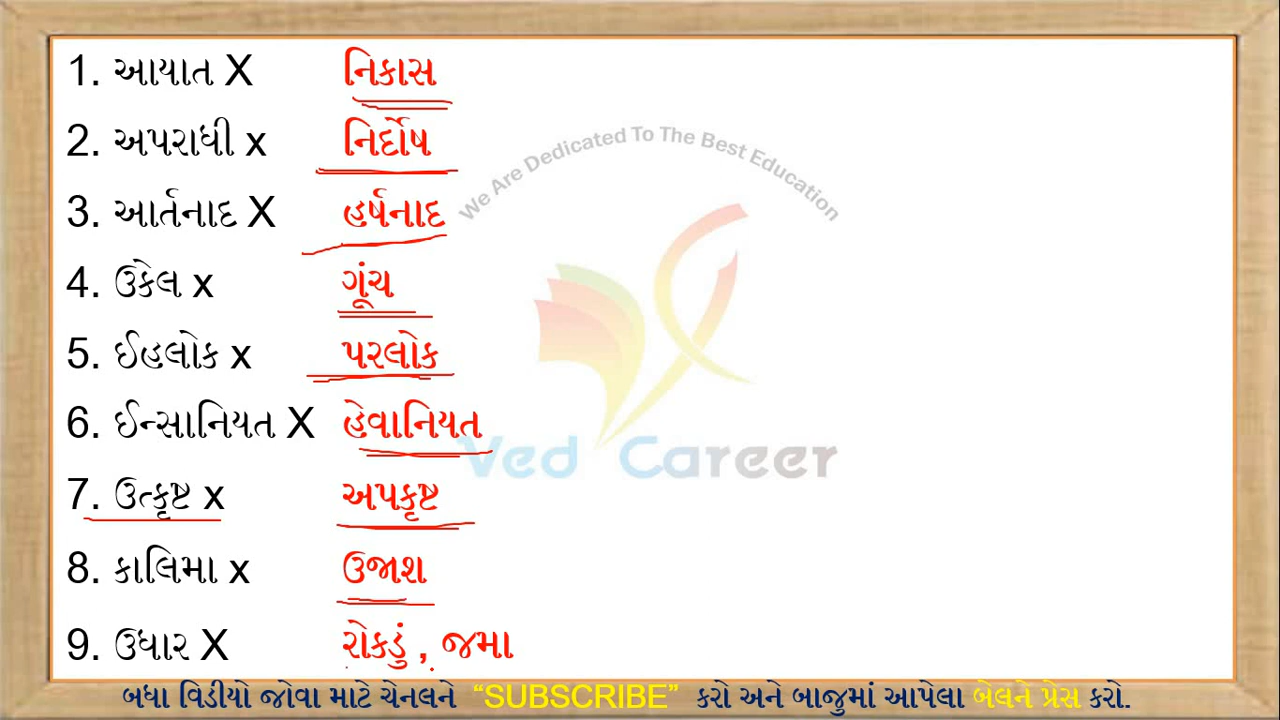 1. આયાત X નિકાસ
2. અપરાધી x નિર્દોષ
3. આર્તનાદ X હર્ષનાદ
4. ઉકેલ x ગૂંચ
5. ઈહલોક x પરલોક
6. ઈન્સાનિયત X હેવાનિયત
7. ઉત્કૃષ્ટ x અપકૃષ્ટ
8. કાલિમા x ઉજાશ
9. ઉધાર X રોકડું , જમા
We Are Dedicated To The Best Education
Ved Career
બધા વિડીયો જોવા માટે ચેનલને “SUBSCRIBE” કરો અને બાજુમાં આપેલા બેલને પ્રેસ કરો.